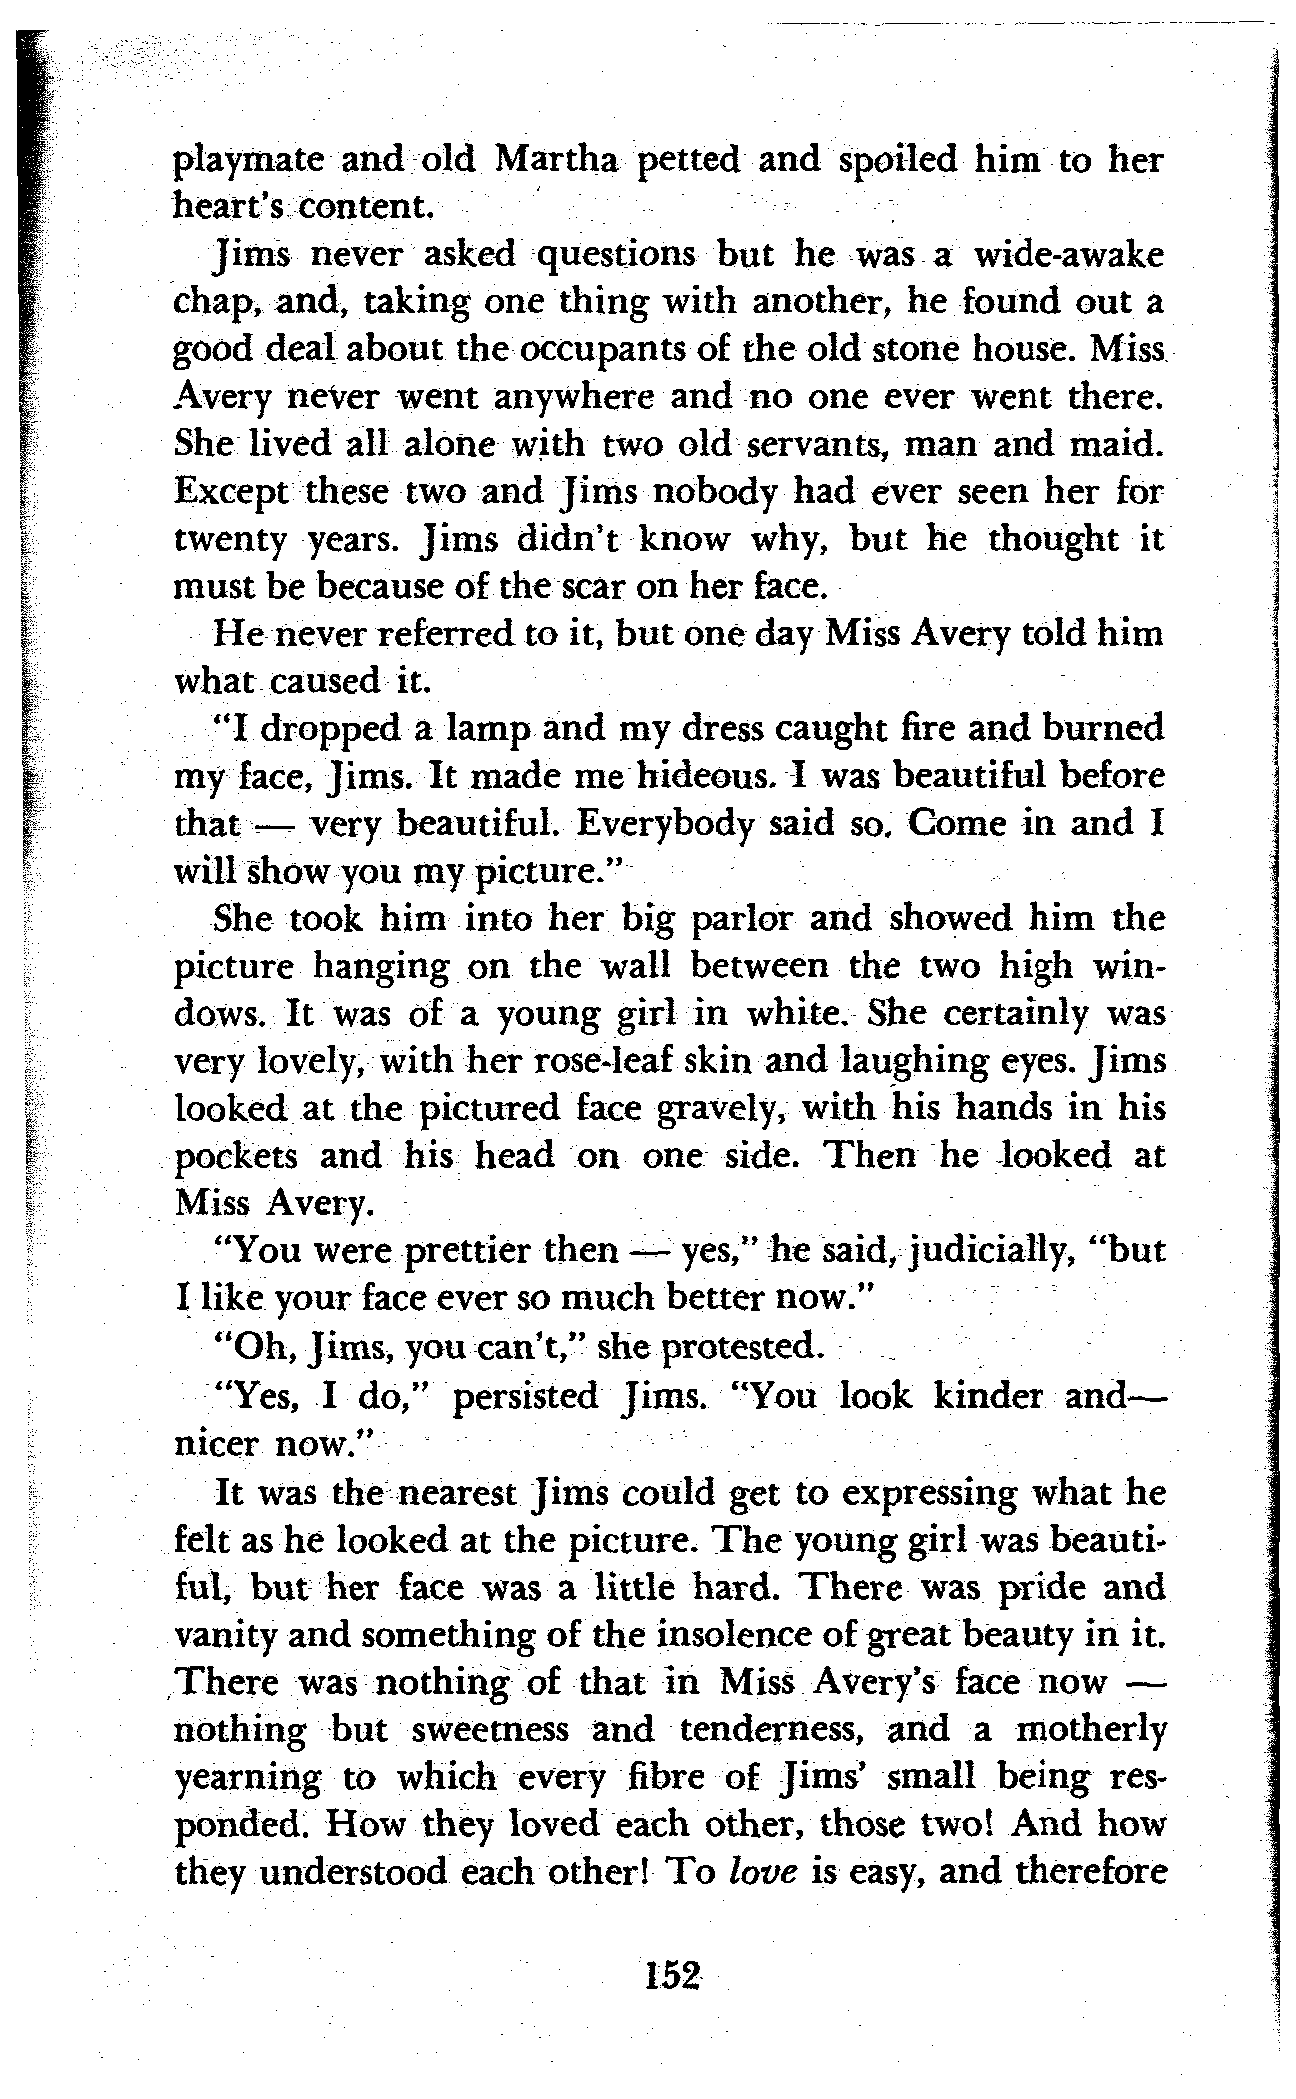 playmate and old Martha petted and spoiled him to her
heart's content.
Jims never asked questions but he was a wide-awake
chap, and, taking one thing with another, he found out a
good deal about the occupants of the old stone house. Miss
Avery never went anywhere and no one ever went there.
She lived all alone with two old servants, man and maid.
Except these two and Jims nobody had ever seen her for
twenty years. Jims didn't know why, but he thought it
must be because of the scar on her face.
He never referred to it, but one day Miss Avery told him
what caused it.
"I dropped a lamp and my dress caught fire and burned
my face, Jims. It made me hideous. I was beautiful before
that — very beautiful. Everybody said so. Come in and I
will show you my picture."
She took him into her big parlor and showed him the
picture hanging on the wall between the two high win-
dows. It was of a young girl in white. She certainly was
very lovely, with her rose-leaf skin and laughing eyes. Jims
looked at the pictured face gravely, with his hands in his
pockets and his head on one side. Then he looked at
Miss Avery.
"You were prettier then — yes," he said, judicially, "but
I like your face ever so much better now."
"Oh, Jims, you can't," she protested.
"Yes, I do," persisted Jims. "You look kinder and—
nicer now."
It was the nearest Jims could get to expressing what he
felt as he looked at the picture. The young girl was beauti-
ful, but her face was a little hard. There was pride and
vanity and something of the insolence of great beauty in it.
There was nothing of that in Miss Avery's face now —
nothing but sweetness and tenderness, and a motherly
yearning to which every fibre of Jims' small being res-
ponded. How they loved each other, those two! And how
they understood each other! To love is easy, and therefore
152